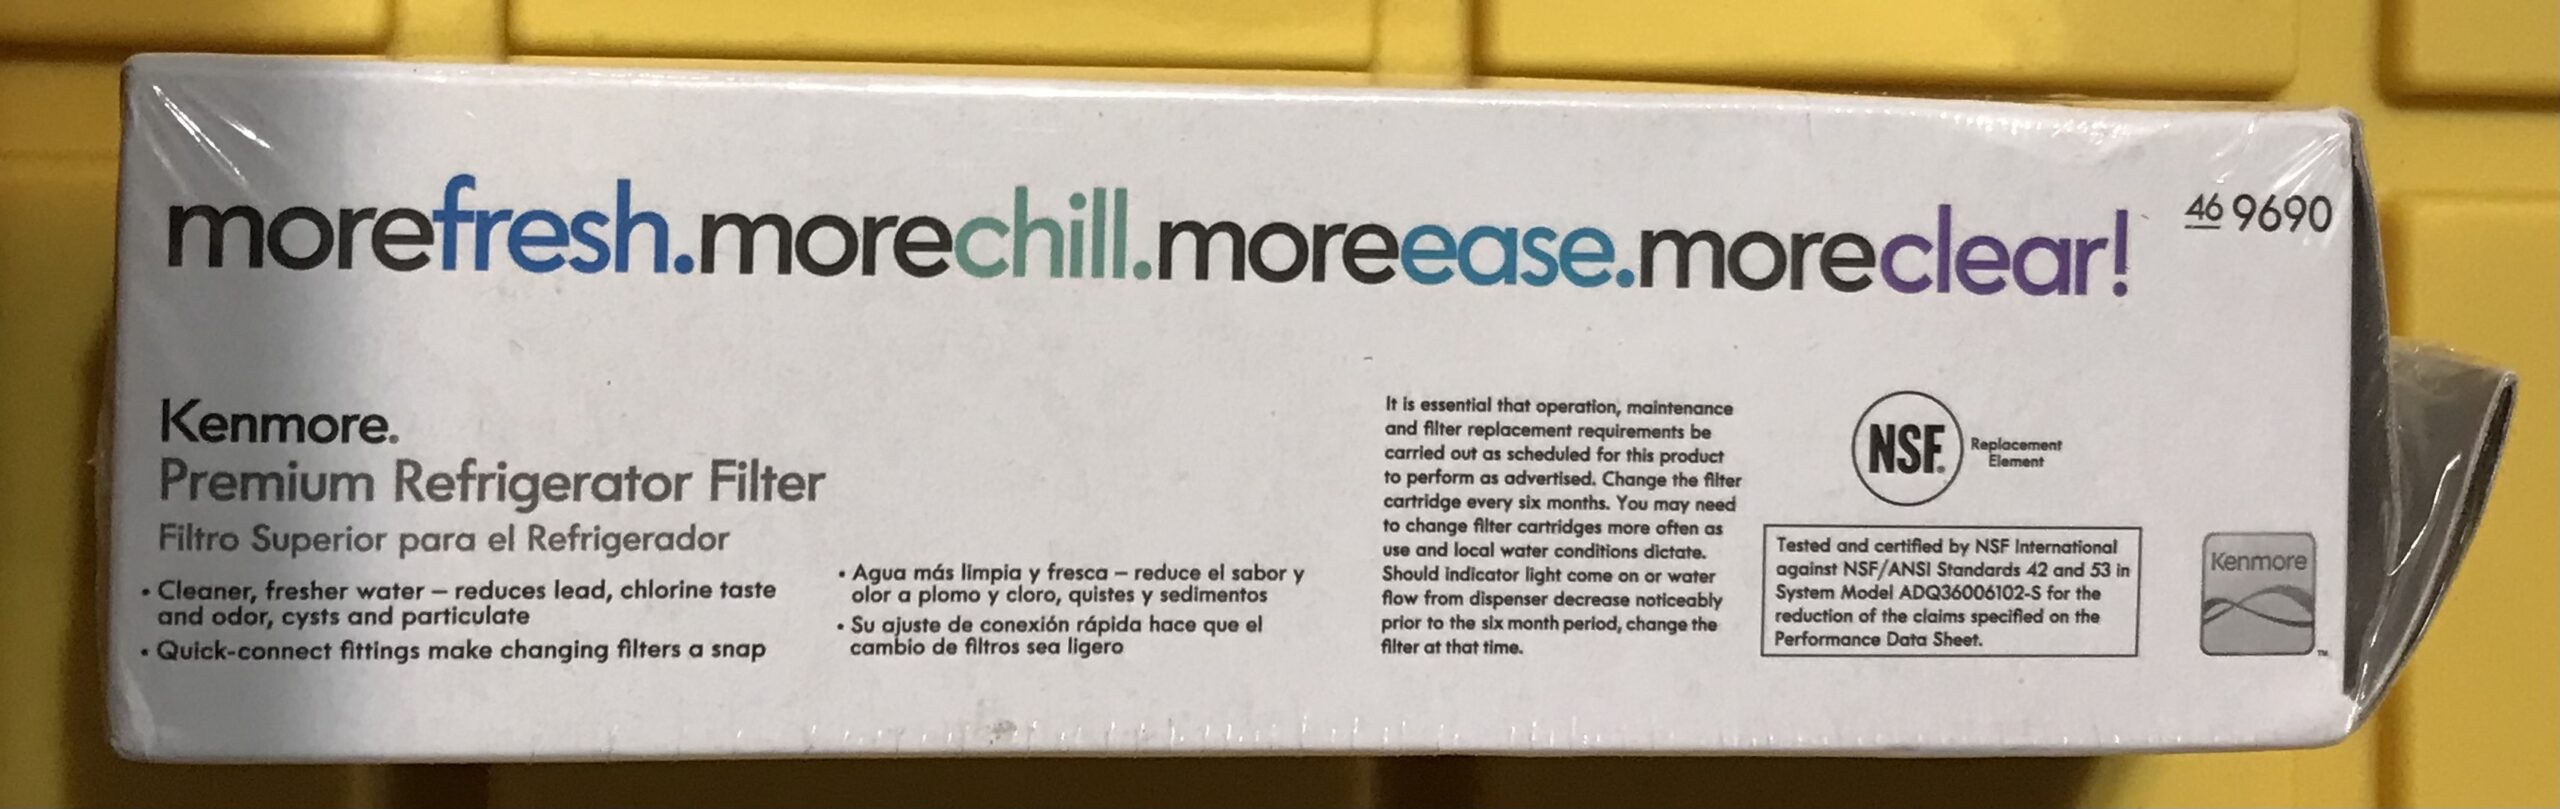 morefresh.morechill.moreease.moreclear!
46 9690
Kenmore.
Premium Refrigerator Filter
Filtro Superior para el Refrigerador
• Cleaner, fresher water – reduces lead, chlorine taste
and odor, cysts and particulate
• Quick-connect fittings make changing filters a snap
• Agua más limpia y fresca – reduce el sabor y
olor a plomo y cloro, quistes y sedimentos
• Su ajuste de conexión rápida hace que el
cambio de filtros sea ligero
It is essential that operation, maintenance
and filter replacement requirements be
carried out as scheduled for this product
to perform as advertised. Change the filter
cartridge every six months. You may need
to change filter cartridges more often as
use and local water conditions dictate.
Should indicator light come on or water
flow from dispenser decrease noticeably
prior to the six month period, change the
filter at that time.
NSF.
Replacement
Element
Tested and certified by NSF International
against NSF/ANSI Standards 42 and 53 in
System Model ADQ36006102-S for the
reduction of the claims specified on the
Performance Data Sheet.
Kenmore
TM